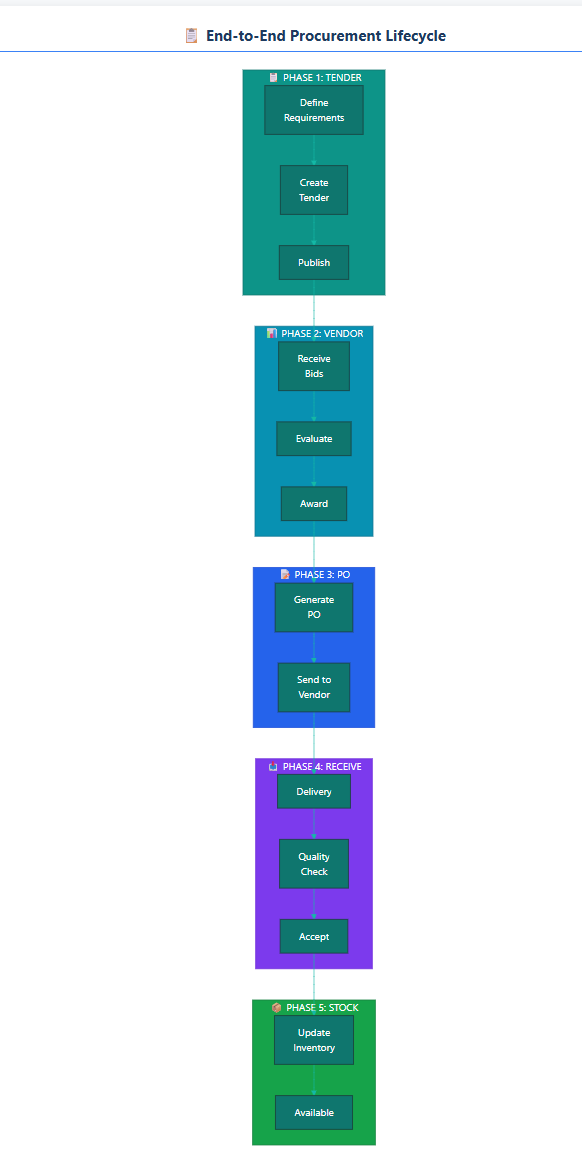 End-to-End Procurement Lifecycle
PHASE 1: TENDER
Define
Requirements
Create
Tender
Publish
PHASE 2: VENDOR
Receive
Bids
Evaluate
Award
PHASE 3: PO
Generate
PO
Send to
Vendor
PHASE 4: RECEIVE
Delivery
Quality
Check
Accept
PHASE 5: STOCK
Update
Inventory
Available